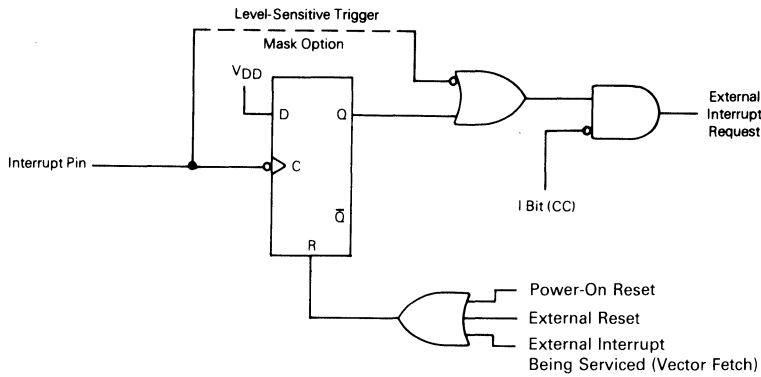 Level-Sensitive Trigger
Mask Option
VDD
D
Q
External
Interrupt
Request
Interrupt Pin
C
I Bit (CC)
Q̅
R
Power-On Reset
External Reset
External Interrupt
Being Serviced (Vector Fetch)